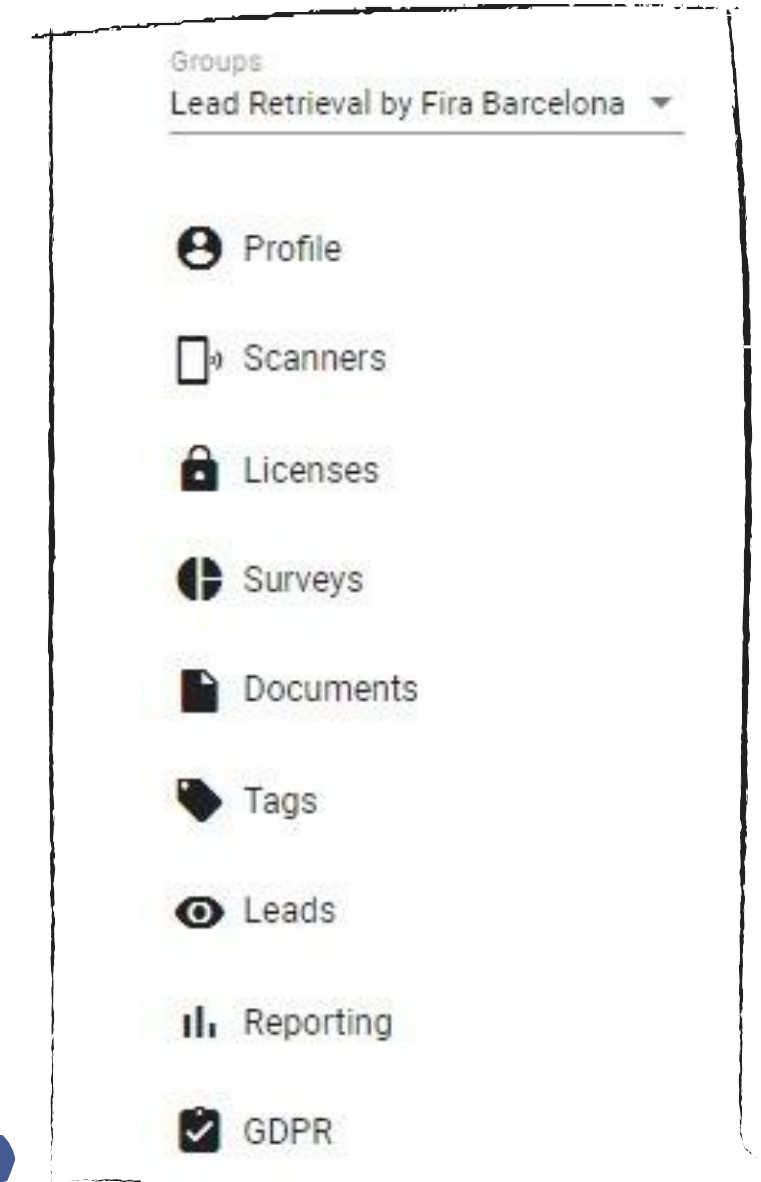 Groups
Lead Retrieval by Fira Barcelona
Profile
Scanners
Licenses
Surveys
Documents
Tags
Leads
Reporting
GDPR